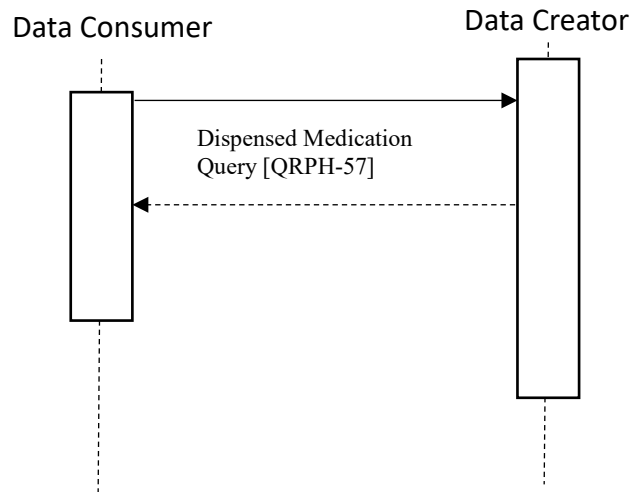 Data Consumer
Data Creator
Dispensed Medication
Query [QRPH-57]